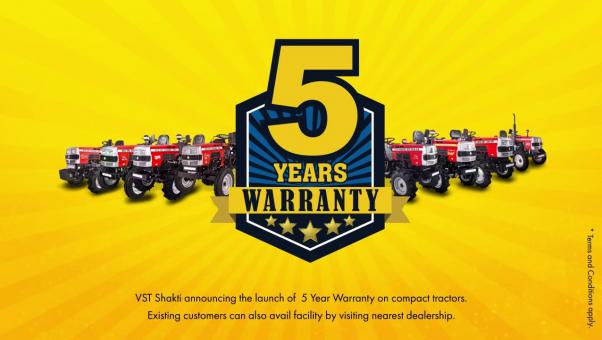 5
YEARS
WARRANTY
VST Shakti announcing the launch of 5 Year Warranty on compact tractors.
Existing customers can also avail facility by visiting nearest dealership.
* Terms and Conditions apply.